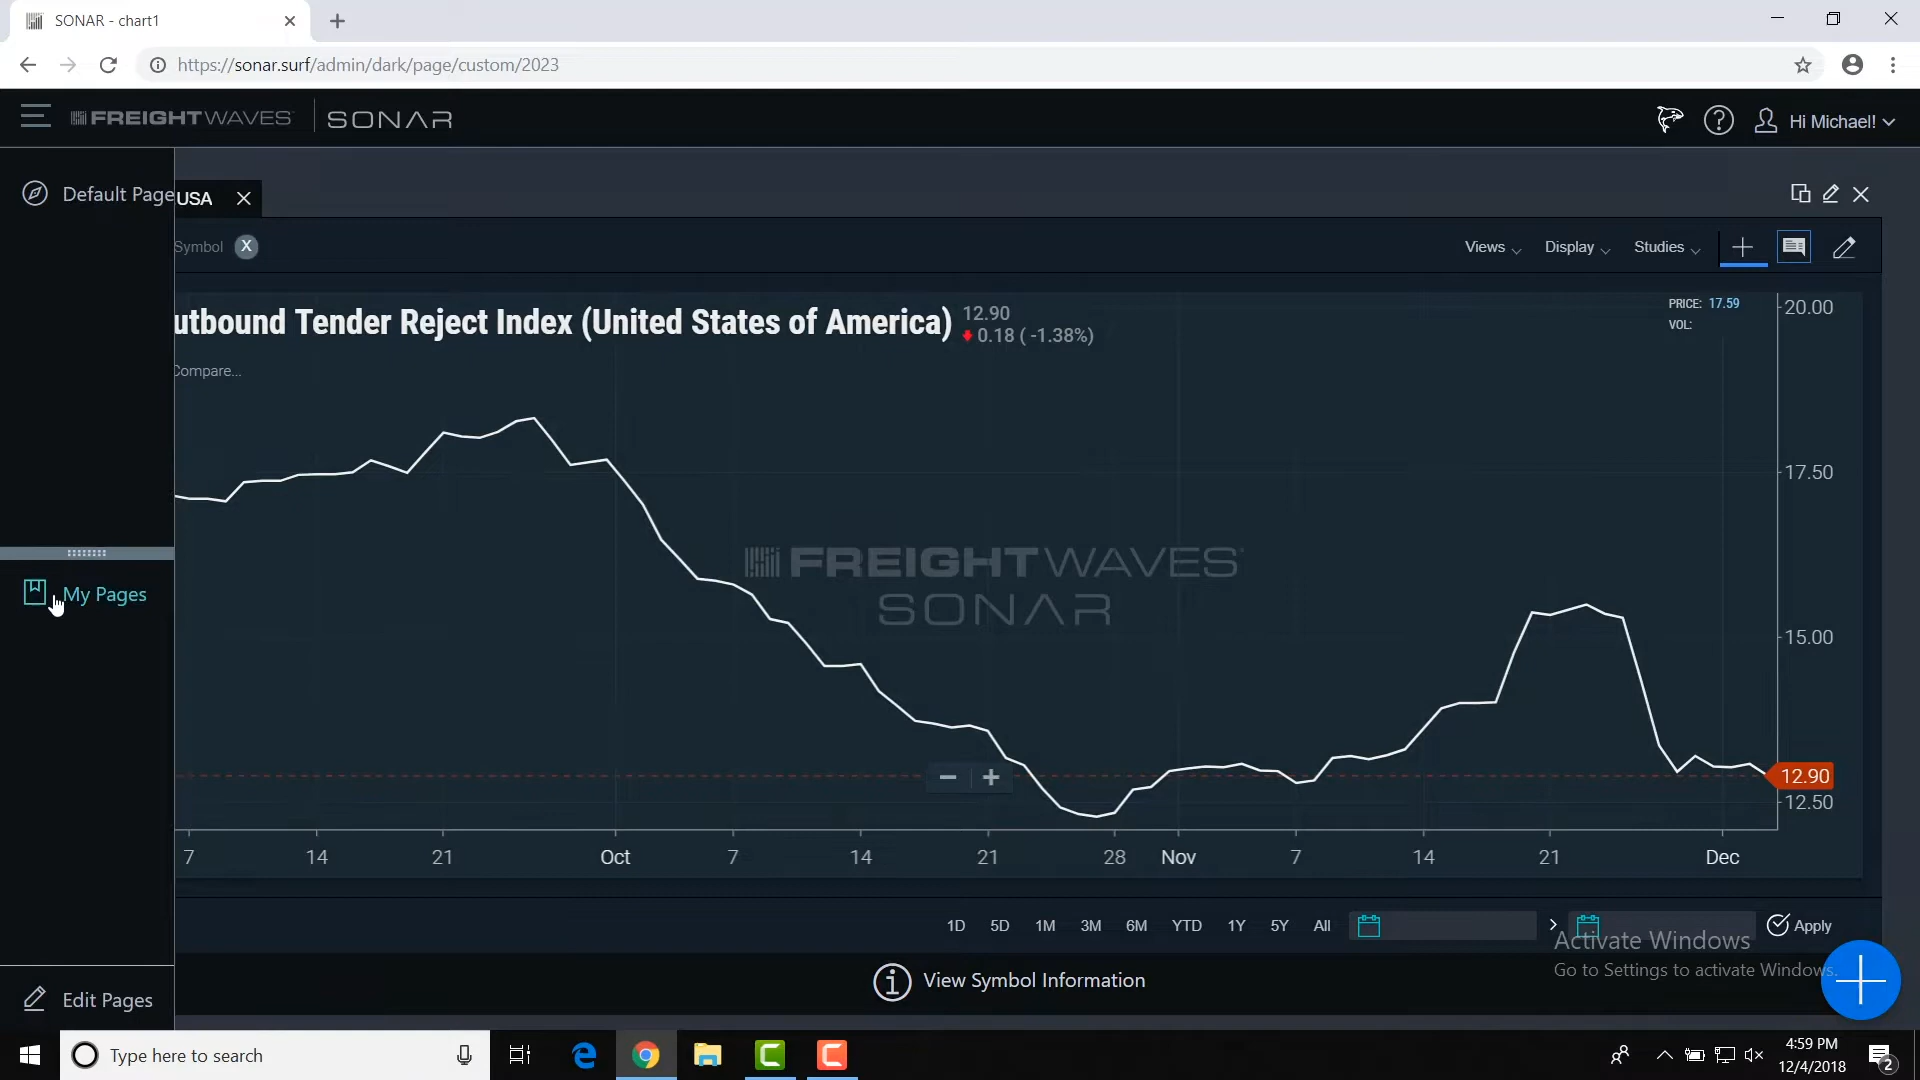 SONAR - chart1
https://sonar.surf/admin/dark/page/custom/2023
FREIGHTWAVES SONAR
Hi Michael!
Default Page
USA
Symbol X
Views Display Studies
utbound Tender Reject Index (United States of America) 12.90
0.18 ( -1.38%)
PRICE: 17.59
VOL:
Compare...
20.00
17.50
15.00
12.90
12.50
FREIGHTWAVES
SONAR
My Pages
7 14 21 Oct 7 14 21 28 Nov 7 14 21 Dec
1D 5D 1M 3M 6M YTD 1Y 5Y All Apply
Activate Windows
Go to Settings to activate Windows.
View Symbol Information
Edit Pages
Type here to search
4:59 PM
12/4/2018
2